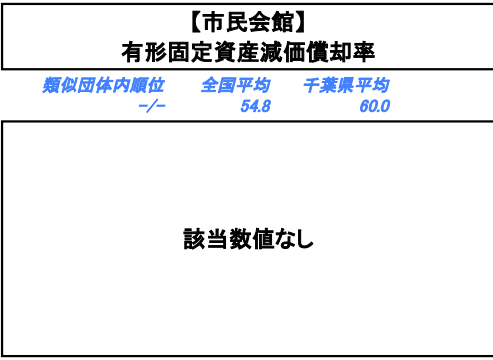 【市民会館】
有形固定資産減価償却率
類似団体内順位 全国平均 千葉県平均
-/- 54.8 60.0
該当数値なし